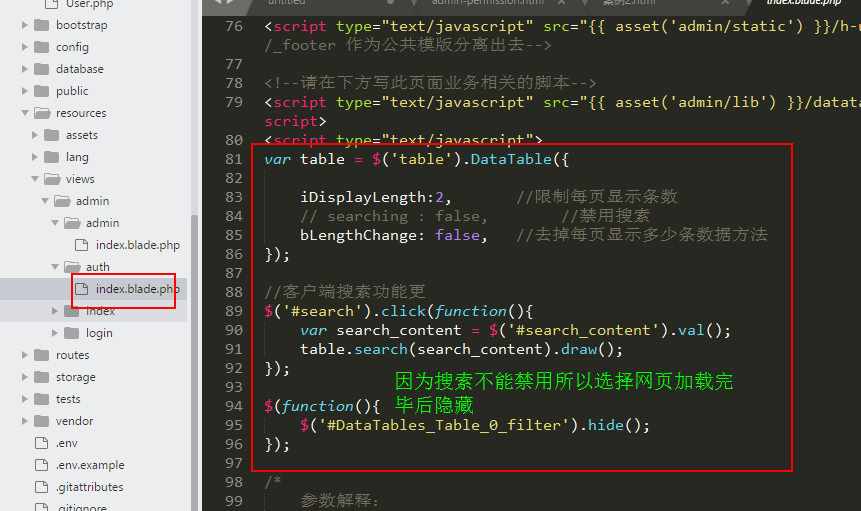 User.php
bootstrap
config
database
public
resources
assets
lang
views
admin
admin
index.blade.php
auth
index.blade.php
index
login
routes
storage
tests
vendor
.env
.env.example
.gitattributes
.gitignore
untitled
admin-permission.html
案例2.html
index.blade.php
76 <script type="text/javascript" src="{{ asset('admin/static') }}/h-u
/_footer 作为公共模版分离出去-->
77
78 <!--请在下方写此页面业务相关的脚本-->
79 <script type="text/javascript" src="{{ asset('admin/lib') }}/datat
script>
80 <script type="text/javascript">
81 var table = $('table').DataTable({
82
83 iDisplayLength:2, //限制每页显示条数
84 // searching : false, //禁用搜索
85 bLengthChange: false, //去掉每页显示多少条数据方法
86 });
87
88 //客户端搜索功能更
89 $('#search').click(function(){
90 var search_content = $('#search_content').val();
91 table.search(search_content).draw();
92 });
93
因为搜索不能禁用所以选择网页加载完
毕后隐藏
94 $(function(){
95 $('#DataTables_Table_0_filter').hide();
96 });
97
98 /*
99 参数解释: